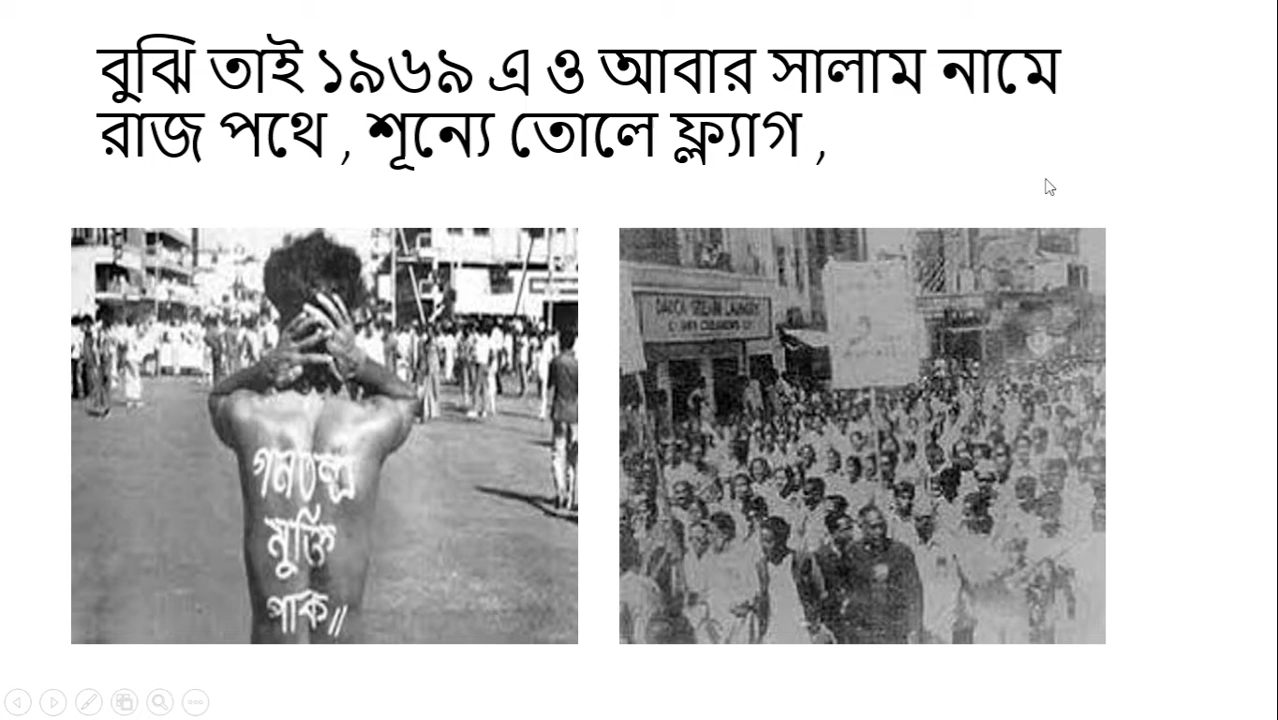 বুঝি তাই ১৯৬৯ এ ও আবার সালাম নামে
রাজ পথে , শূন্যে তোলে ফ্ল্যাগ ,
গনতন্ত্র
মুক্তি
পাক॥
DACCA STEAM LAUNDRY